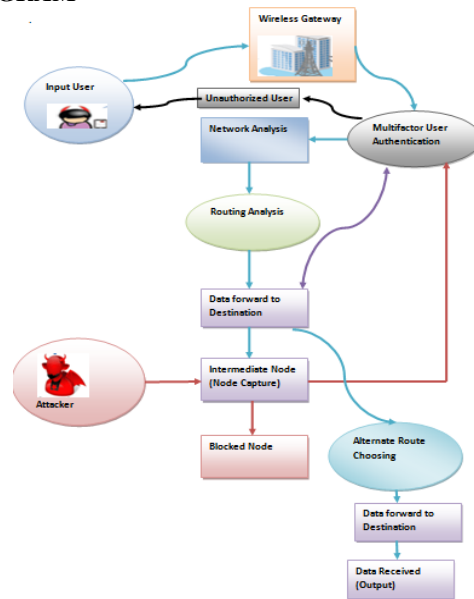 Wireless Gateway
Input User
Unauthorized User
Network Analysis
Multifactor User
Authentication
Routing Analysis
Data forward to
Destination
Intermediate Node
(Node Capture)
Attacker
Blocked Node
Alternate Route
Choosing
Data forward to
Destination
Data Received
(Output)